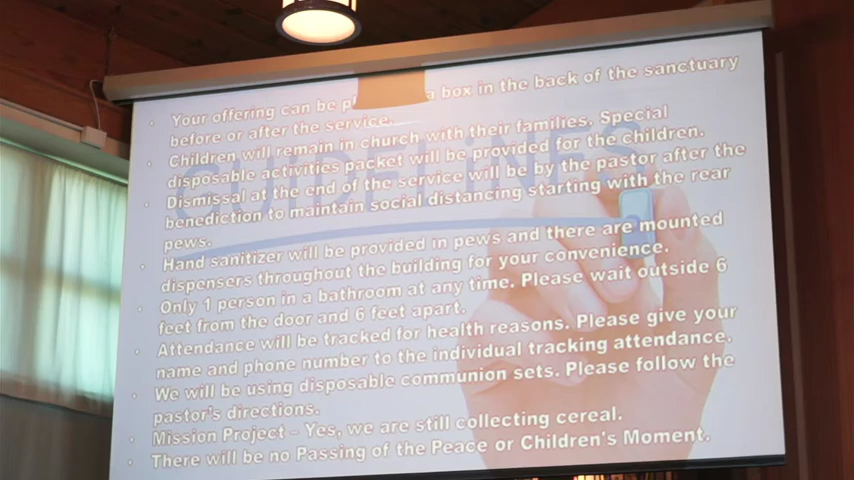 GUIDELiNES
• Your offering can be p a box in the back of the sanctuary
before or after the service.
• Children will remain in church with their families. Special
disposable activities packet will be provided for the children.
• Dismissal at the end of the service will be by the pastor after the
benediction to maintain social distancing starting with the rear
pews.
• Hand sanitizer will be provided in pews and there are mounted
dispensers throughout the building for your convenience.
• Only 1 person in a bathroom at any time. Please wait outside 6
feet from the door and 6 feet apart.
• Attendance will be tracked for health reasons. Please give your
name and phone number to the individual tracking attendance.
• We will be using disposable communion sets. Please follow the
pastor's directions.
• Mission Project – Yes, we are still collecting cereal.
• There will be no Passing of the Peace or Children's Moment.